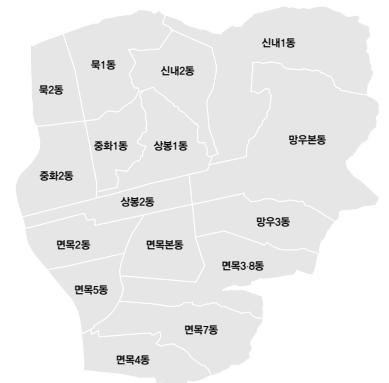 신내1동
묵1동
신내2동
묵2동
망우본동
중화1동
상봉1동
중화2동
상봉2동
망우3동
면목2동
면목본동
면목3·8동
면목5동
면목7동
면목4동